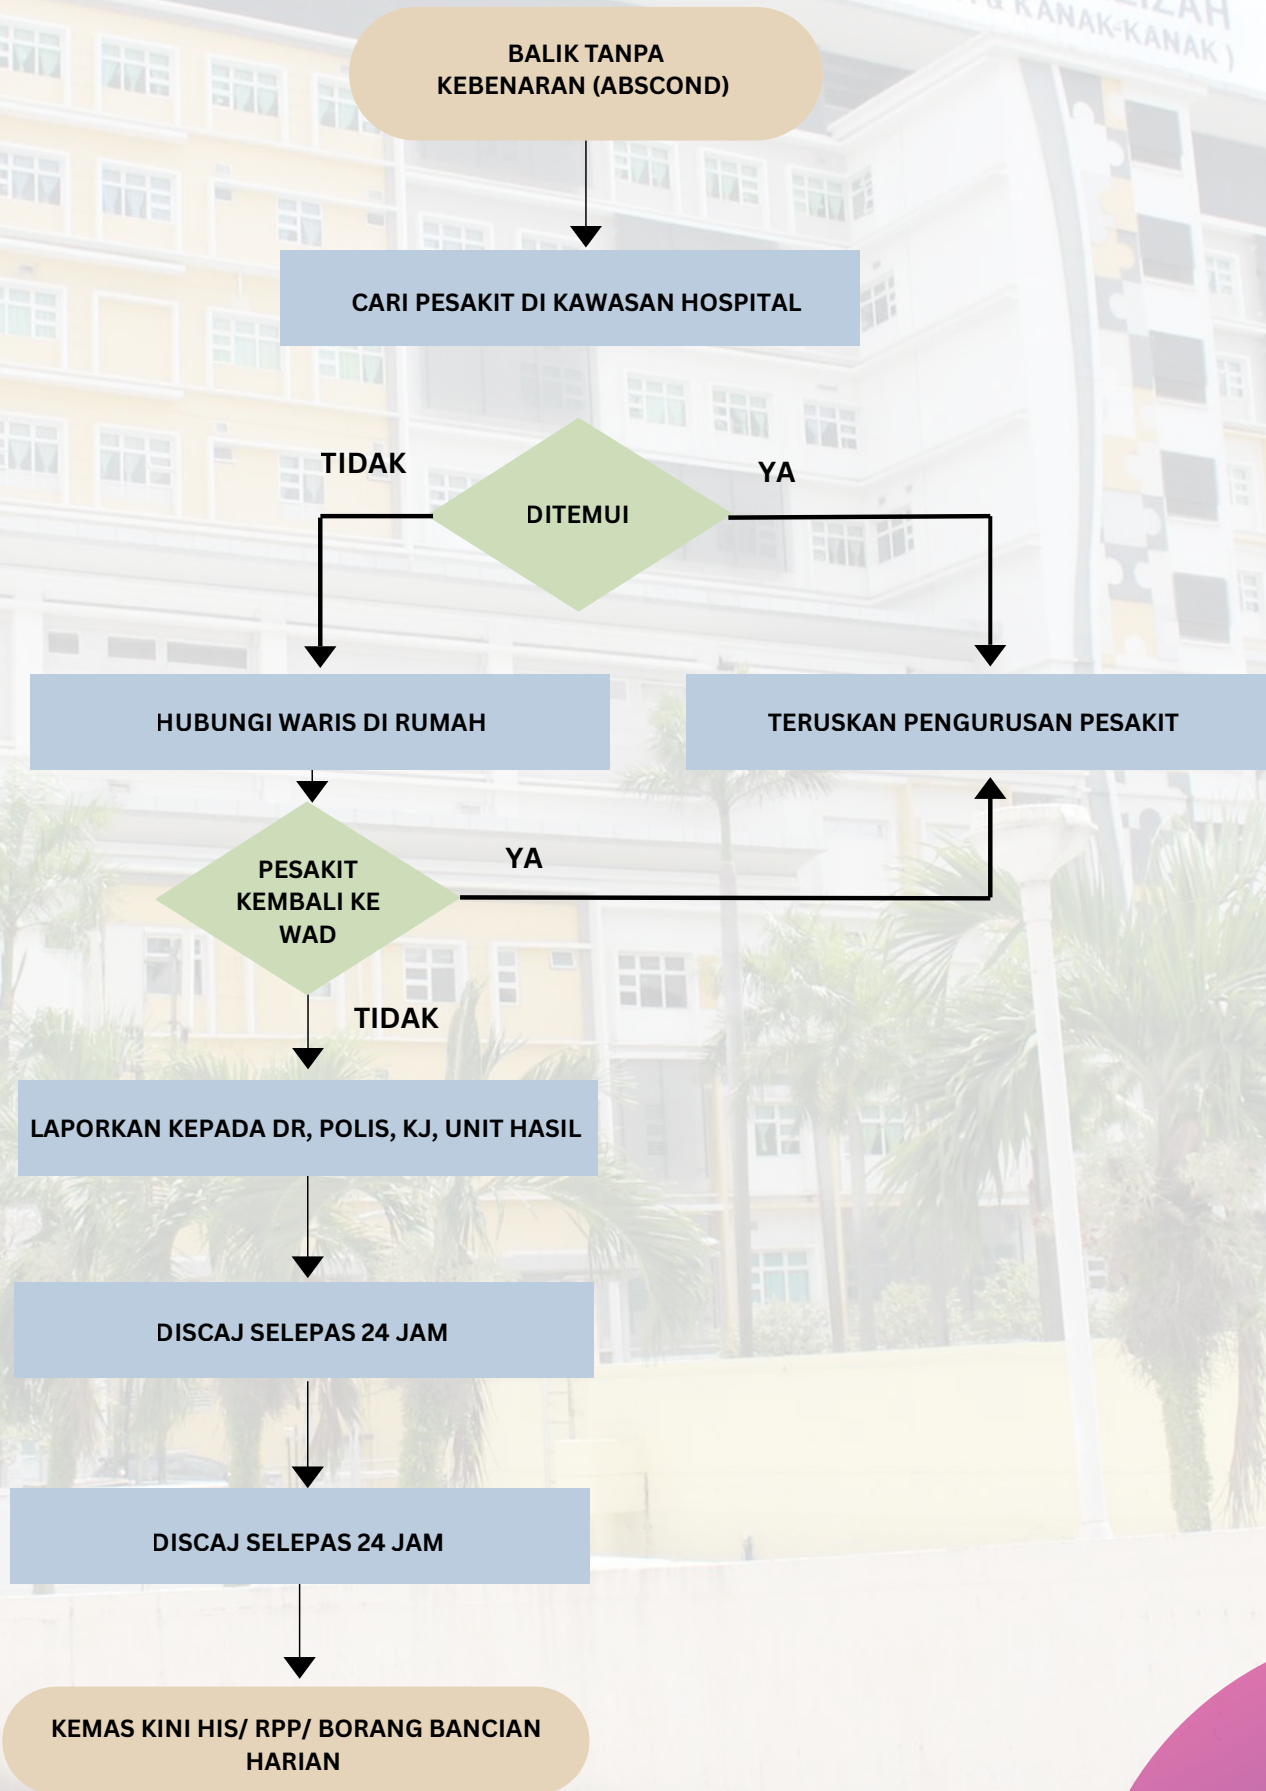 & KANAK-KANAK )
BALIK TANPA
KEBENARAN (ABSCOND)
CARI PESAKIT DI KAWASAN HOSPITAL
TIDAK
YA
DITEMUI
HUBUNGI WARIS DI RUMAH
TERUSKAN PENGURUSAN PESAKIT
PESAKIT
KEMBALI KE
WAD
YA
TIDAK
LAPORKAN KEPADA DR, POLIS, KJ, UNIT HASIL
DISCAJ SELEPAS 24 JAM
DISCAJ SELEPAS 24 JAM
KEMAS KINI HIS/ RPP/ BORANG BANCIAN
HARIAN